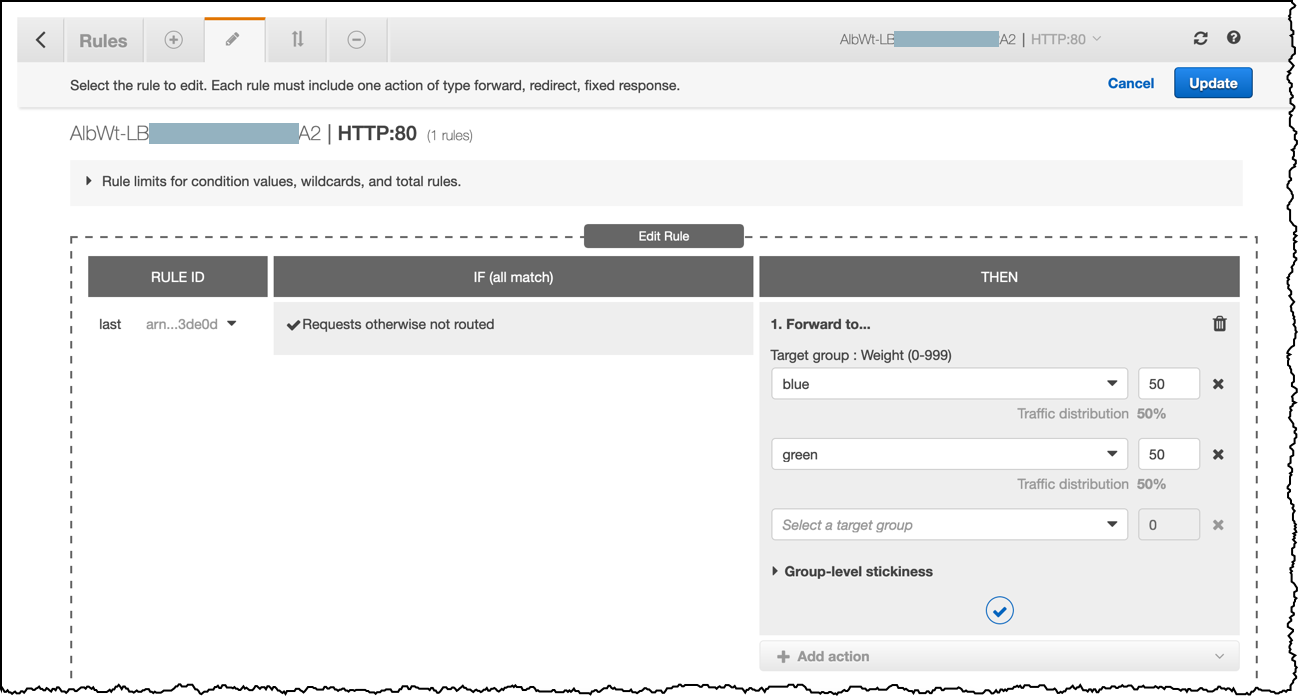 Rules
AlbWt-LB A2 | HTTP:80
Select the rule to edit. Each rule must include one action of type forward, redirect, fixed response.
Cancel
Update
AlbWt-LB A2 | HTTP:80 (1 rules)
Rule limits for condition values, wildcards, and total rules.
Edit Rule
RULE ID
IF (all match)
THEN
last arn...3de0d
Requests otherwise not routed
1. Forward to...
Target group : Weight (0-999)
blue 50
Traffic distribution 50%
green 50
Traffic distribution 50%
Select a target group 0
Group-level stickiness
Add action